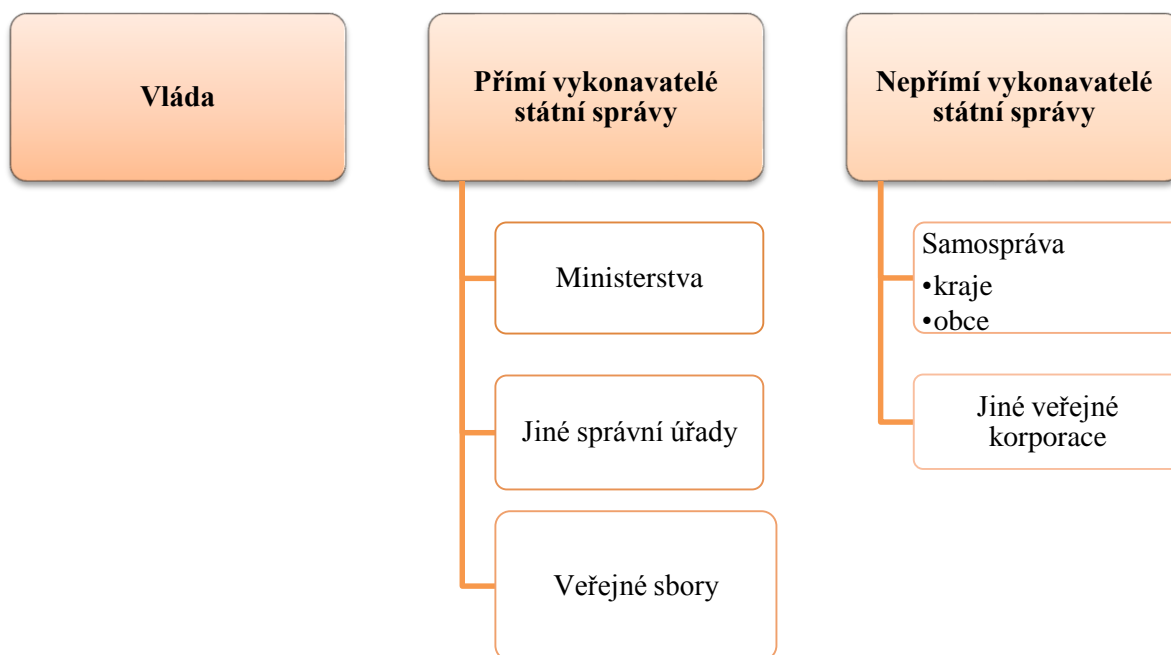 Vláda
Přímí vykonavatelé
státní správy
Ministerstva
Jiné správní úřady
Veřejné sbory
Nepřímí vykonavatelé
státní správy
Samospráva
•kraje
•obce
Jiné veřejné
korporace